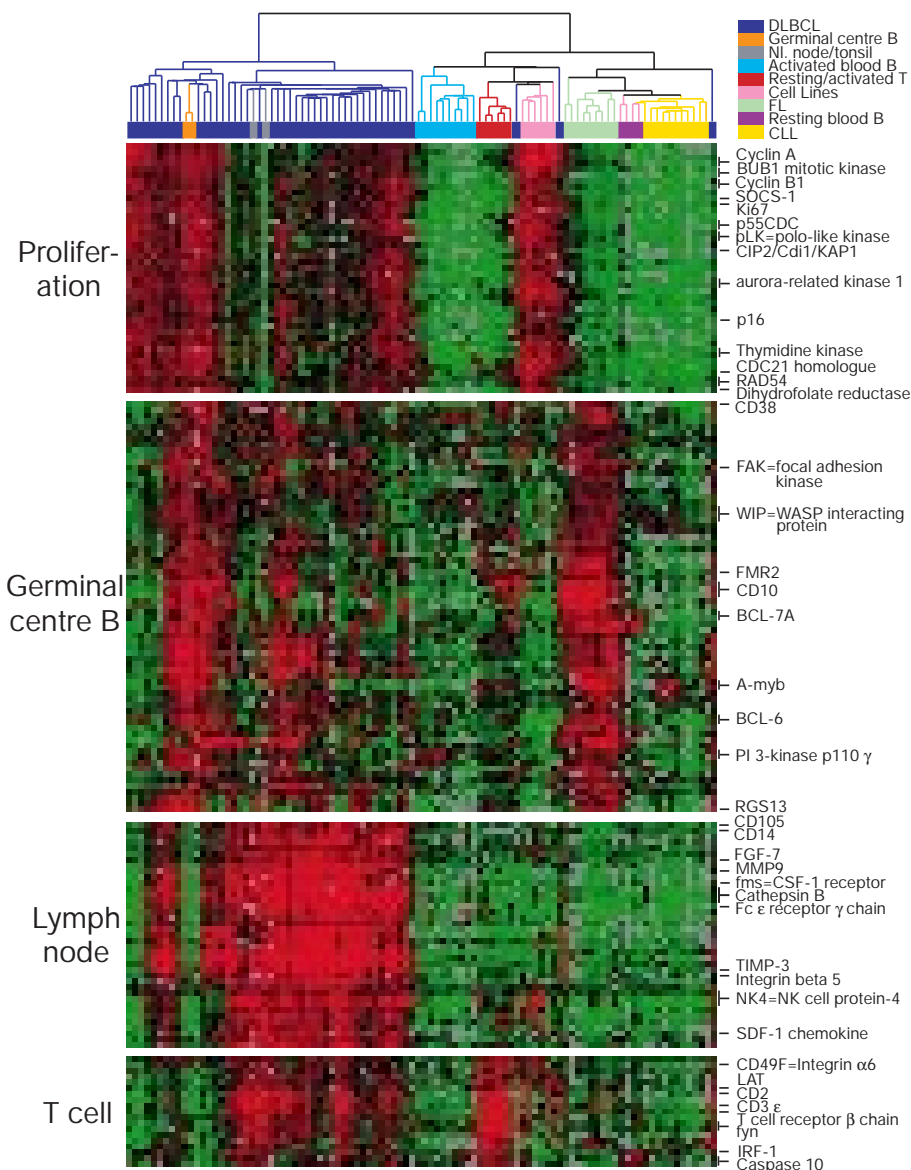 DLBCL
Germinal centre B
Nl. node/tonsil
Activated blood B
Resting/activated T
Cell Lines
FL
Resting blood B
CLL
Prolifer-
ation
Cyclin A
BUB1 mitotic kinase
Cyclin B1
SOCS-1
Ki67
p55CDC
pLK=polo-like kinase
CIP2/Cdi1/KAP1
aurora-related kinase 1
p16
Thymidine kinase
CDC21 homologue
RAD54
Dihydrofolate reductase
Germinal
centre B
CD38
FAK=focal adhesion
kinase
WIP=WASP interacting
protein
FMR2
CD10
BCL-7A
A-myb
BCL-6
PI 3-kinase p110 γ
RGS13
Lymph
node
CD105
CD14
FGF-7
MMP9
fms=CSF-1 receptor
Cathepsin B
Fc ε receptor γ chain
TIMP-3
Integrin beta 5
NK4=NK cell protein-4
SDF-1 chemokine
T cell
CD49F=Integrin α6
LAT
CD2
CD3 ε
T cell receptor β chain
fyn
IRF-1
Caspase 10